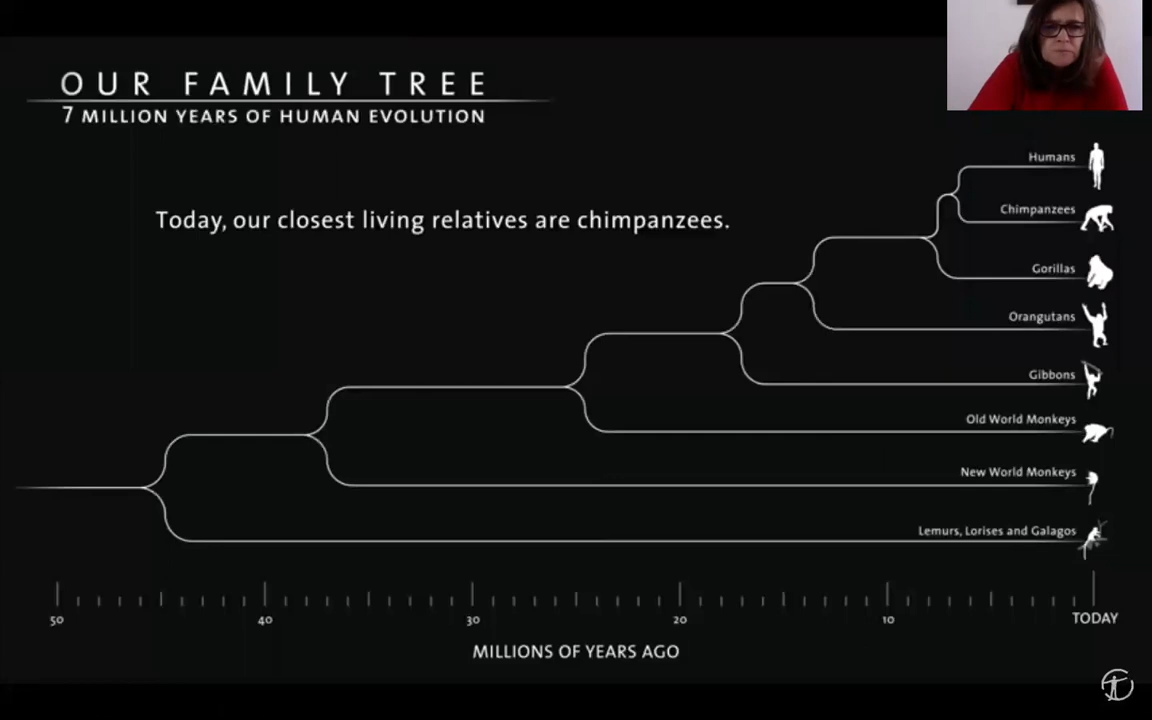 OUR FAMILY TREE
7 MILLION YEARS OF HUMAN EVOLUTION
Today, our closest living relatives are chimpanzees.
Humans
Chimpanzees
Gorillas
Orangutans
Gibbons
Old World Monkeys
New World Monkeys
Lemurs, Lorises and Galagos
50 40 30 20 10 TODAY
MILLIONS OF YEARS AGO